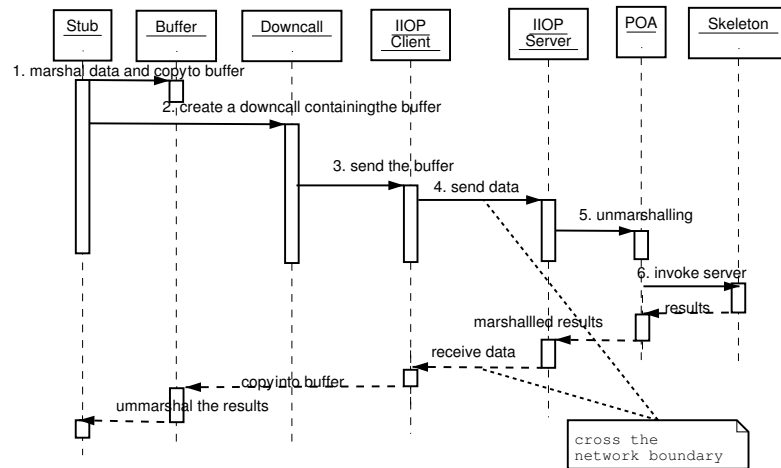 Stub
Buffer
Downcall
IIOP
Client
IIOP
Server
POA
Skeleton
1. marshal data and copyto buffer
2. create a downcall containingthe buffer
3. send the buffer
4. send data
5. unmarshalling
6. invoke server
results
marshallled results
receive data
copyinto buffer
ummarshal the results
cross the
network boundary